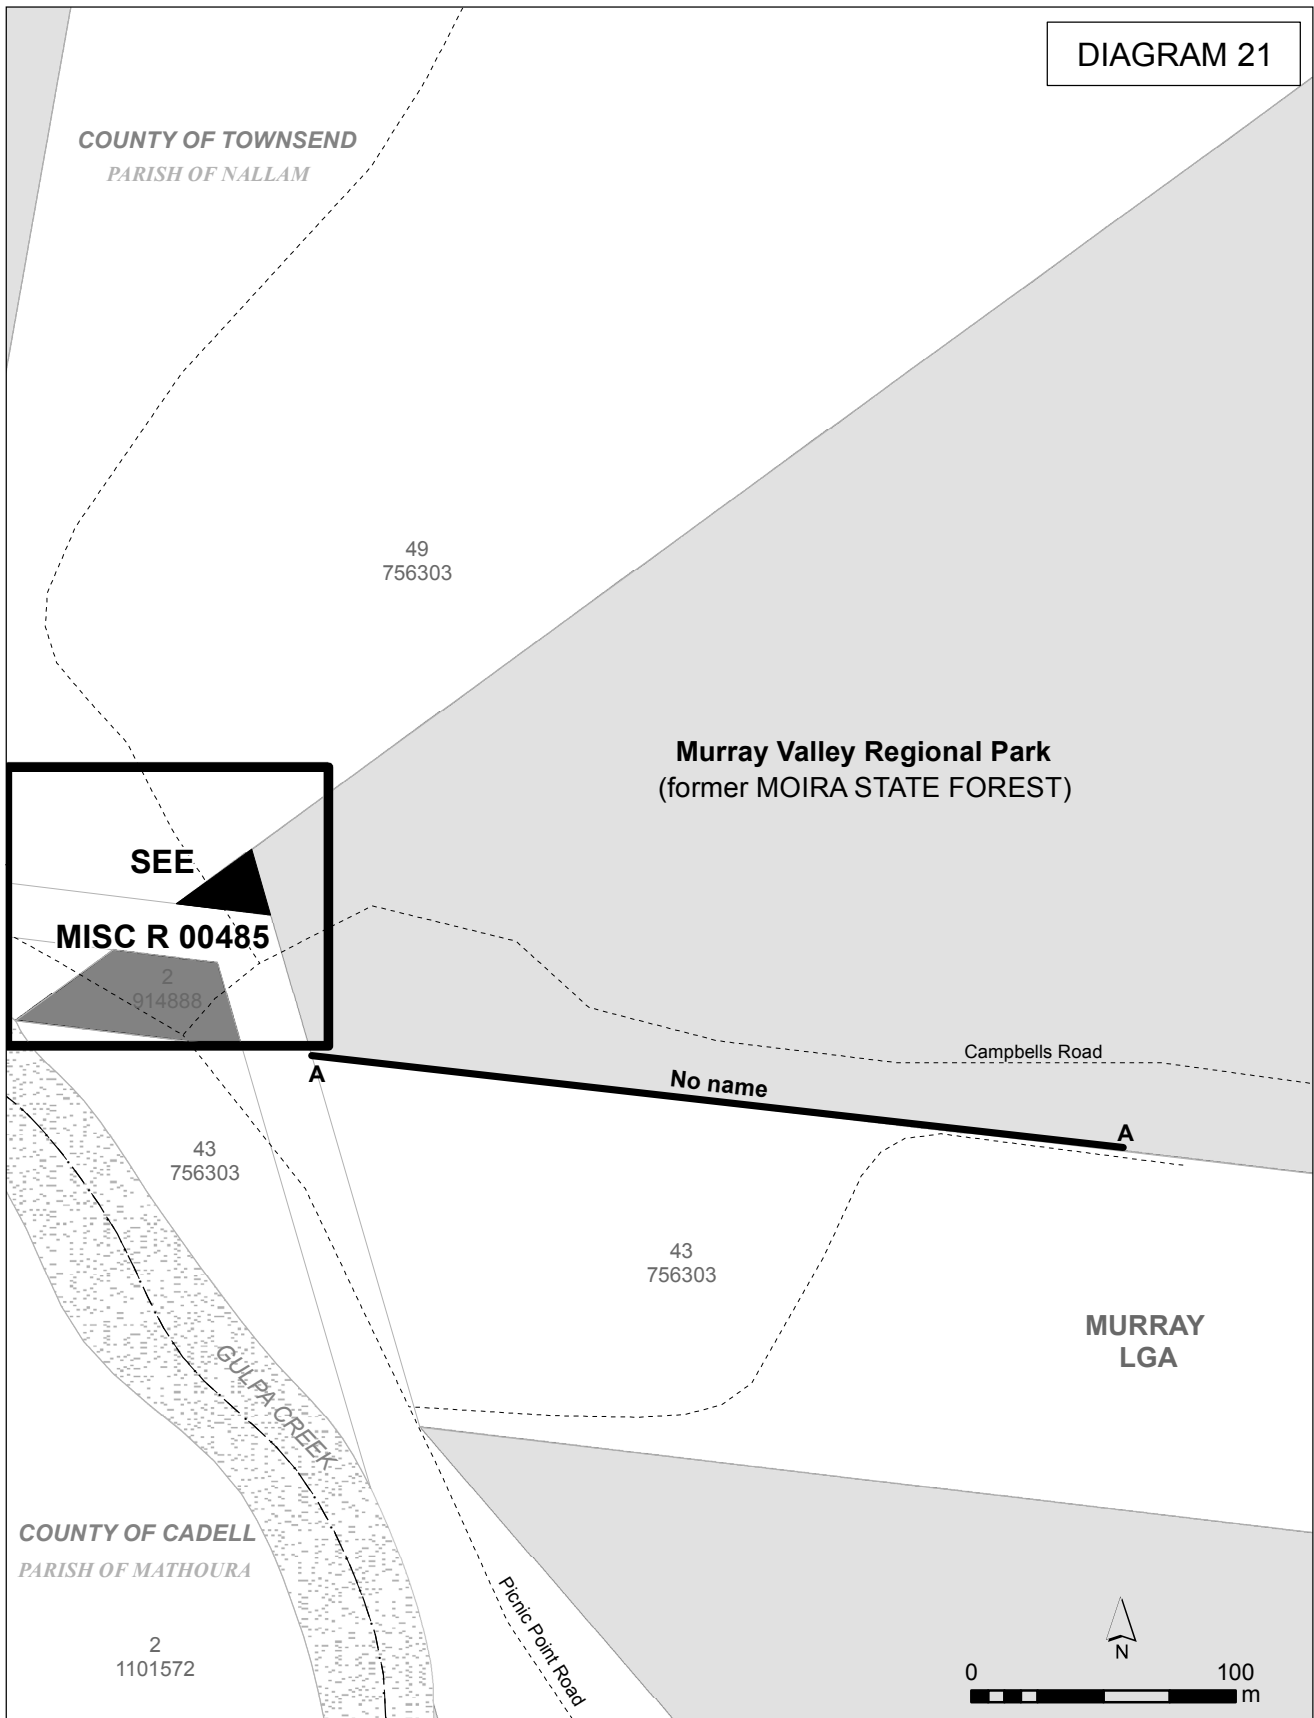 DIAGRAM 21
COUNTY OF TOWNSEND
PARISH OF NALLAM
49
756303
Murray Valley Regional Park
(former MOIRA STATE FOREST)
SEE
MISC R 00485
2
914888
Campbells Road
A
No name
A
43
756303
43
756303
MURRAY
LGA
GULPA CREEK
COUNTY OF CADELL
PARISH OF MATHOURA
2
1101572
Picnic Point Road
N
0 100
m